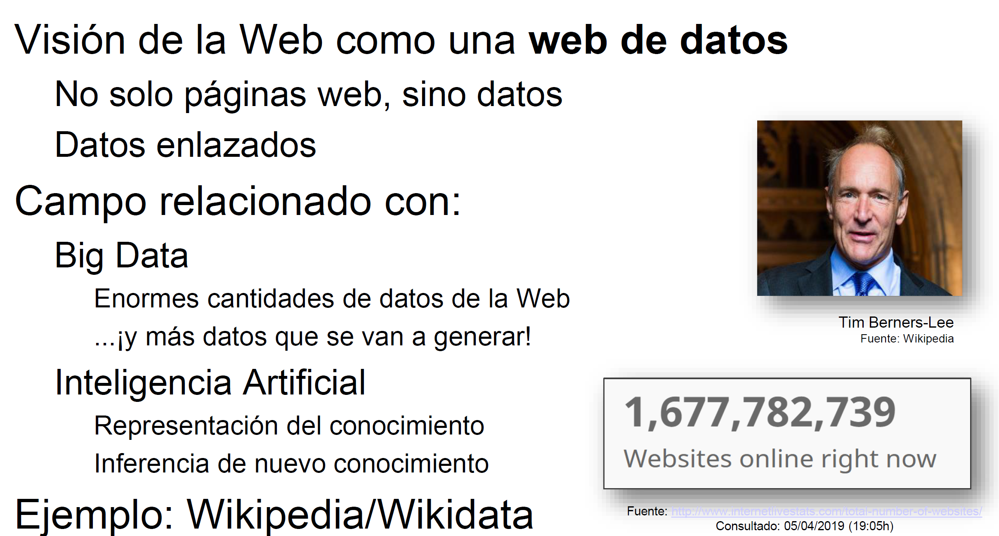 Visión de la Web como una web de datos
No solo páginas web, sino datos
Datos enlazados
Campo relacionado con:
Big Data
Enormes cantidades de datos de la Web
...¡y más datos que se van a generar!
Inteligencia Artificial
Representación del conocimiento
Inferencia de nuevo conocimiento
Ejemplo: Wikipedia/Wikidata
Tim Berners-Lee
Fuente: Wikipedia
1,677,782,739
Websites online right now
Fuente: http://www.internetlivestats.com/total-number-of-websites/
Consultado: 05/04/2019 (19:05h)